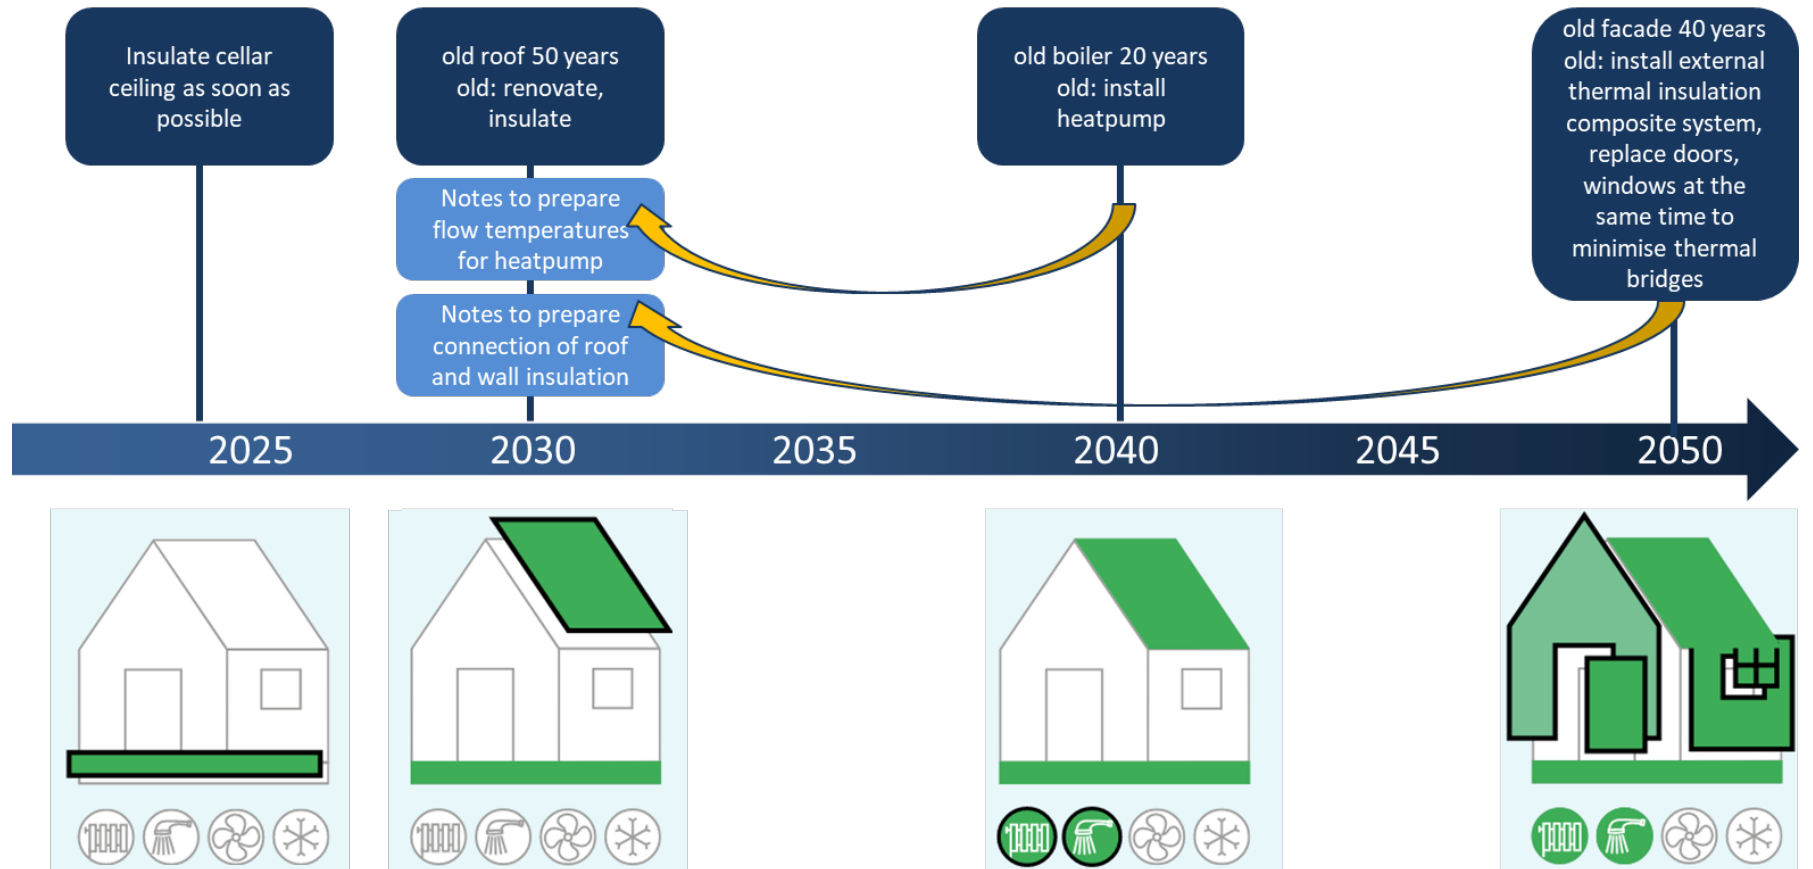 Insulate cellar
ceiling as soon as
possible
old roof 50 years
old: renovate,
insulate
Notes to prepare
flow temperatures
for heatpump
Notes to prepare
connection of roof
and wall insulation
old boiler 20 years
old: install
heatpump
old facade 40 years
old: install external
thermal insulation
composite system,
replace doors,
windows at the
same time to
minimise thermal
bridges
2025
2030
2035
2040
2045
2050